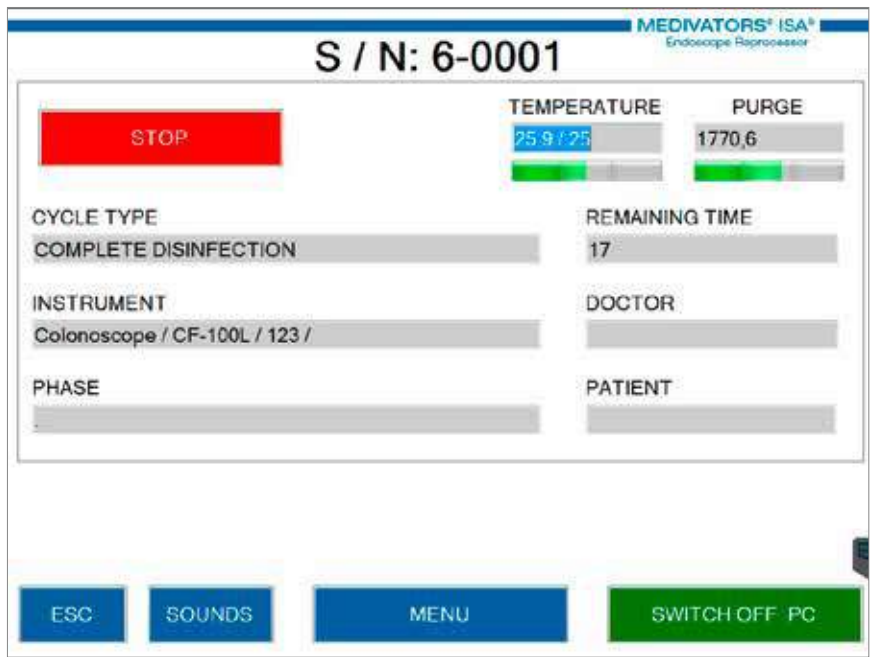 MEDIVATORS® ISA®
Endoscope Reprocessor
S / N: 6-0001
STOP
TEMPERATURE PURGE
25.9 / 25 1770,6
CYCLE TYPE REMAINING TIME
COMPLETE DISINFECTION 17
INSTRUMENT DOCTOR
Colonoscope / CF-100L / 123 /
PHASE PATIENT
.
ESC SOUNDS MENU SWITCH OFF PC